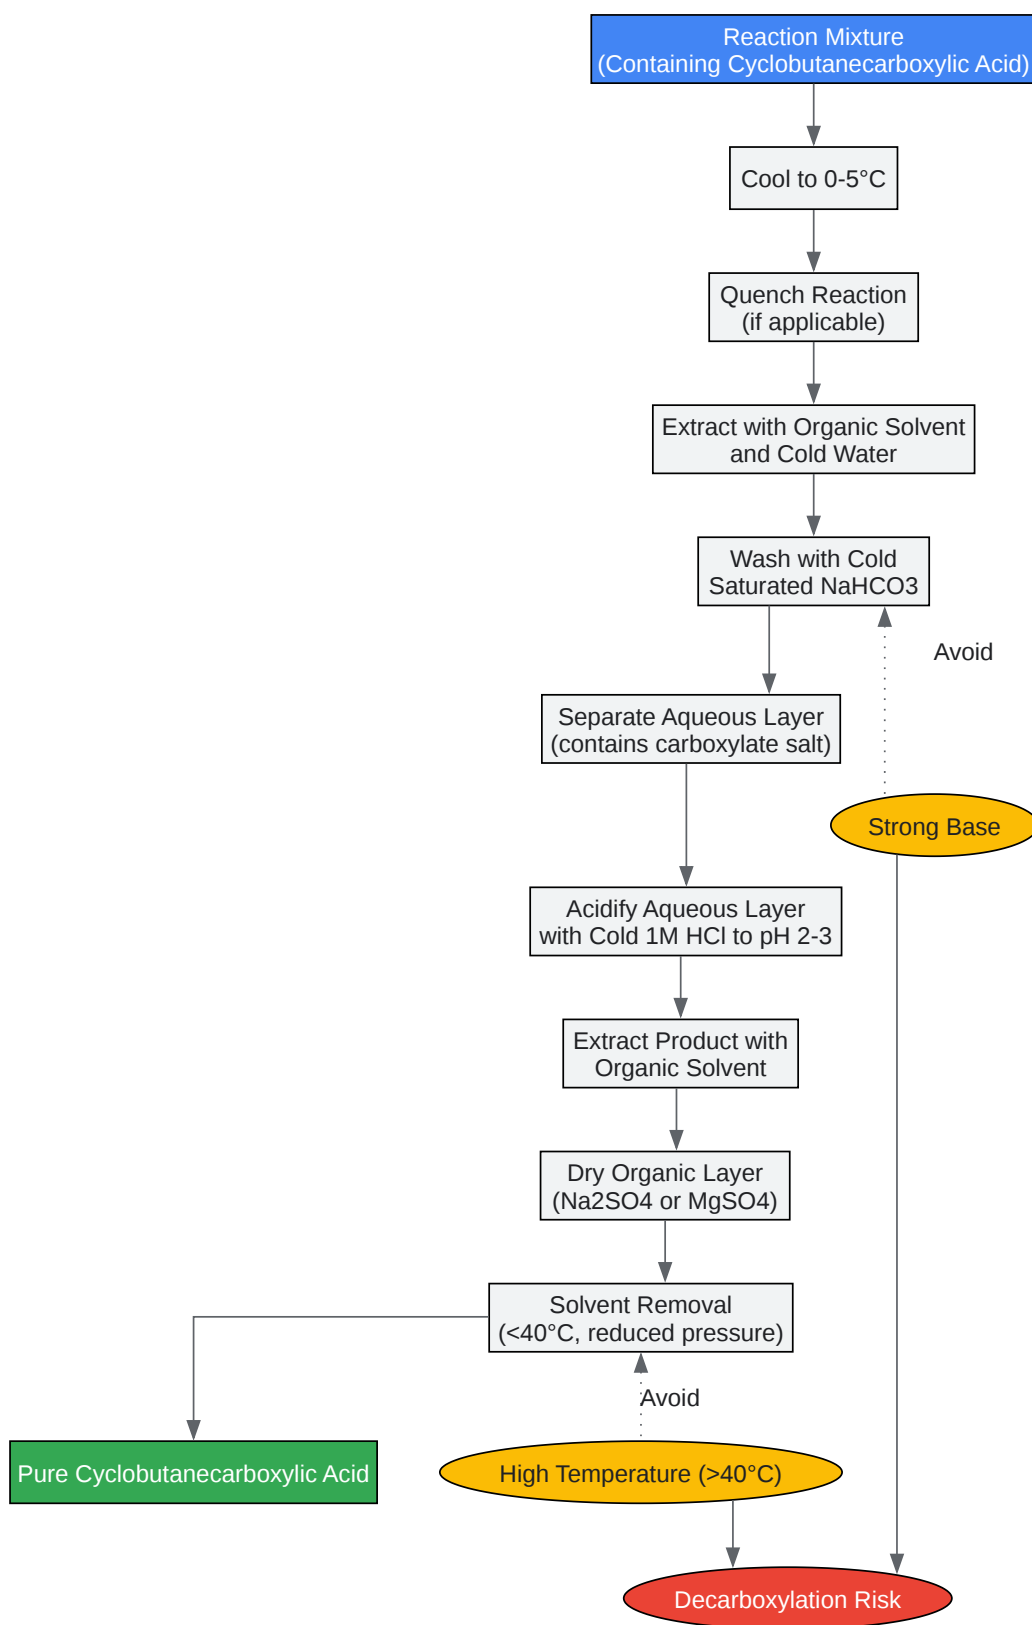 Reaction Mixture
(Containing Cyclobutanecarboxylic Acid)
Cool to 0-5°C
Quench Reaction
(if applicable)
Extract with Organic Solvent
and Cold Water
Wash with Cold
Saturated NaHCO3
Avoid
Separate Aqueous Layer
(contains carboxylate salt)
Strong Base
Acidify Aqueous Layer
with Cold 1M HCl to pH 2-3
Extract Product with
Organic Solvent
Dry Organic Layer
(Na2SO4 or MgSO4)
Solvent Removal
(<40°C, reduced pressure)
Avoid
Pure Cyclobutanecarboxylic Acid
High Temperature (>40°C)
Decarboxylation Risk